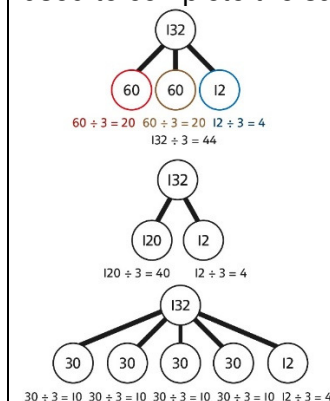 132
60 60 12
60 ÷ 3 = 20 60 ÷ 3 = 20 12 ÷ 3 = 4
132 ÷ 3 = 44
132
120 12
120 ÷ 3 = 40 12 ÷ 3 = 4
132
30 30 30 30 12
30 ÷ 3 = 10 30 ÷ 3 = 10 30 ÷ 3 = 10 30 ÷ 3 = 10 12 ÷ 3 = 4